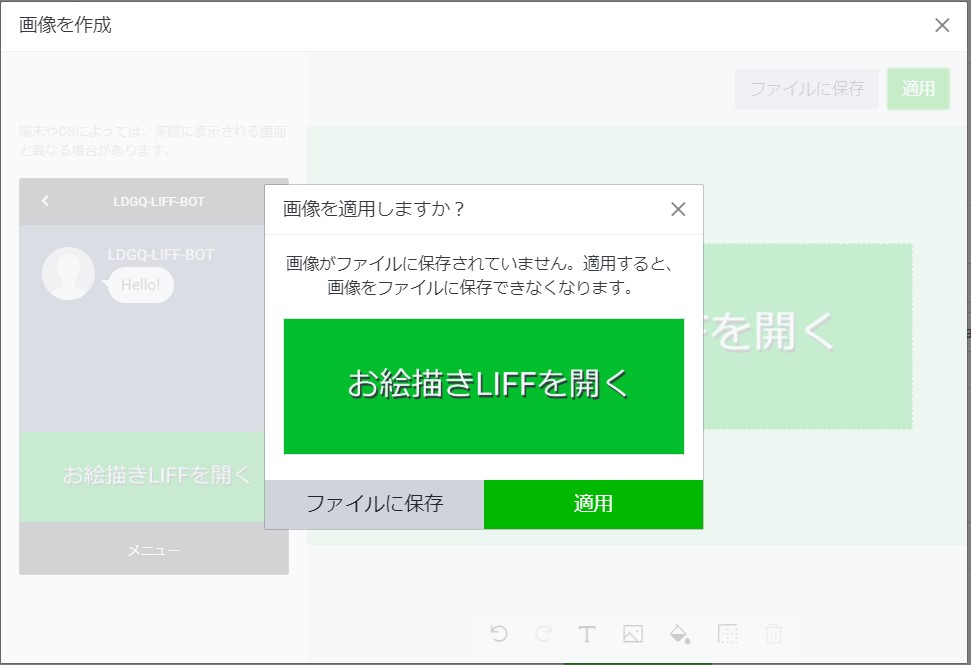 画像を作成
ファイルに保存
適用
端末やOSによっては、実際に表示される画面
と異なる場合があります。
LDGQ-LIFF-BOT
LDGQ-LIFF-BOT
Hello!
お絵描きLIFFを開く
メニュー
Fを開く
画像を適用しますか？
画像がファイルに保存されていません。適用すると、
画像をファイルに保存できなくなります。
お絵描きLIFFを開く
ファイルに保存
適用
T